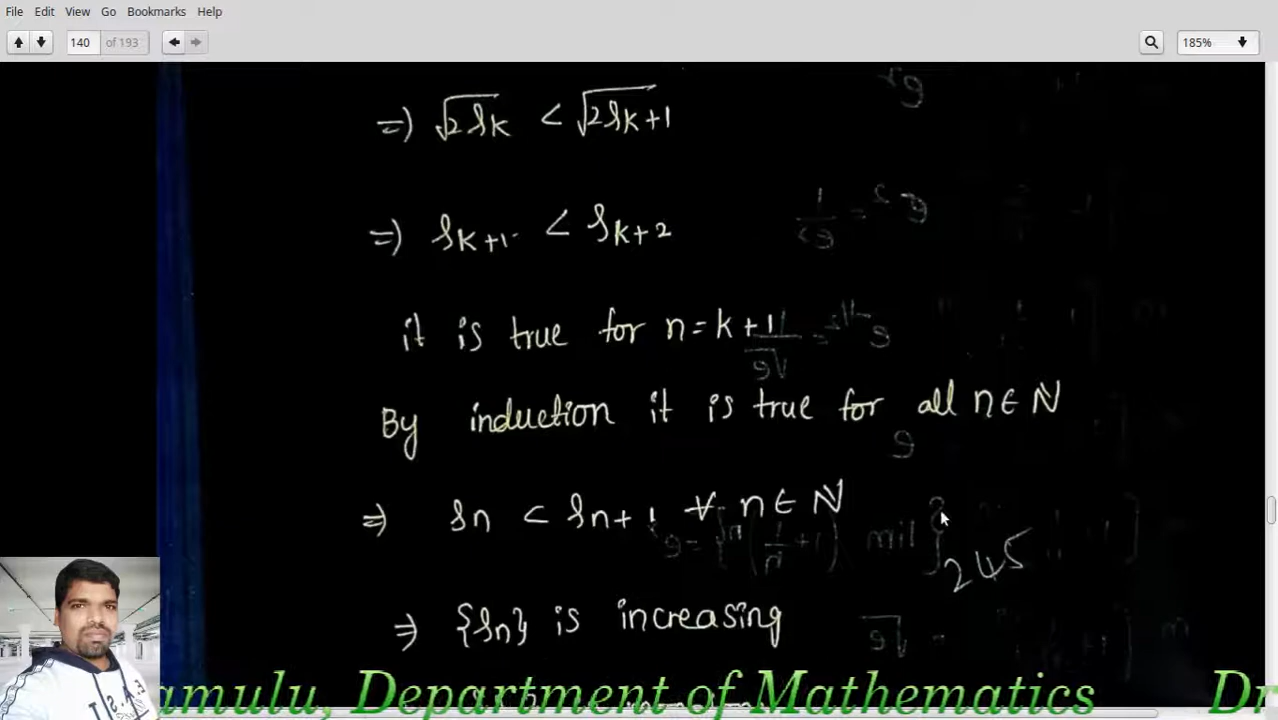 File Edit View Go Bookmarks Help
140 of 193 185%
=) √2Sk < √2Sk+1
=) Sk+1 < Sk+2
it is true for n=k+1
By induction it is true for all n∈N
=) Sn < Sn+1 ∀ n∈N
245
=) {Sn} is increasing
amulu, Department of Mathematics Dr